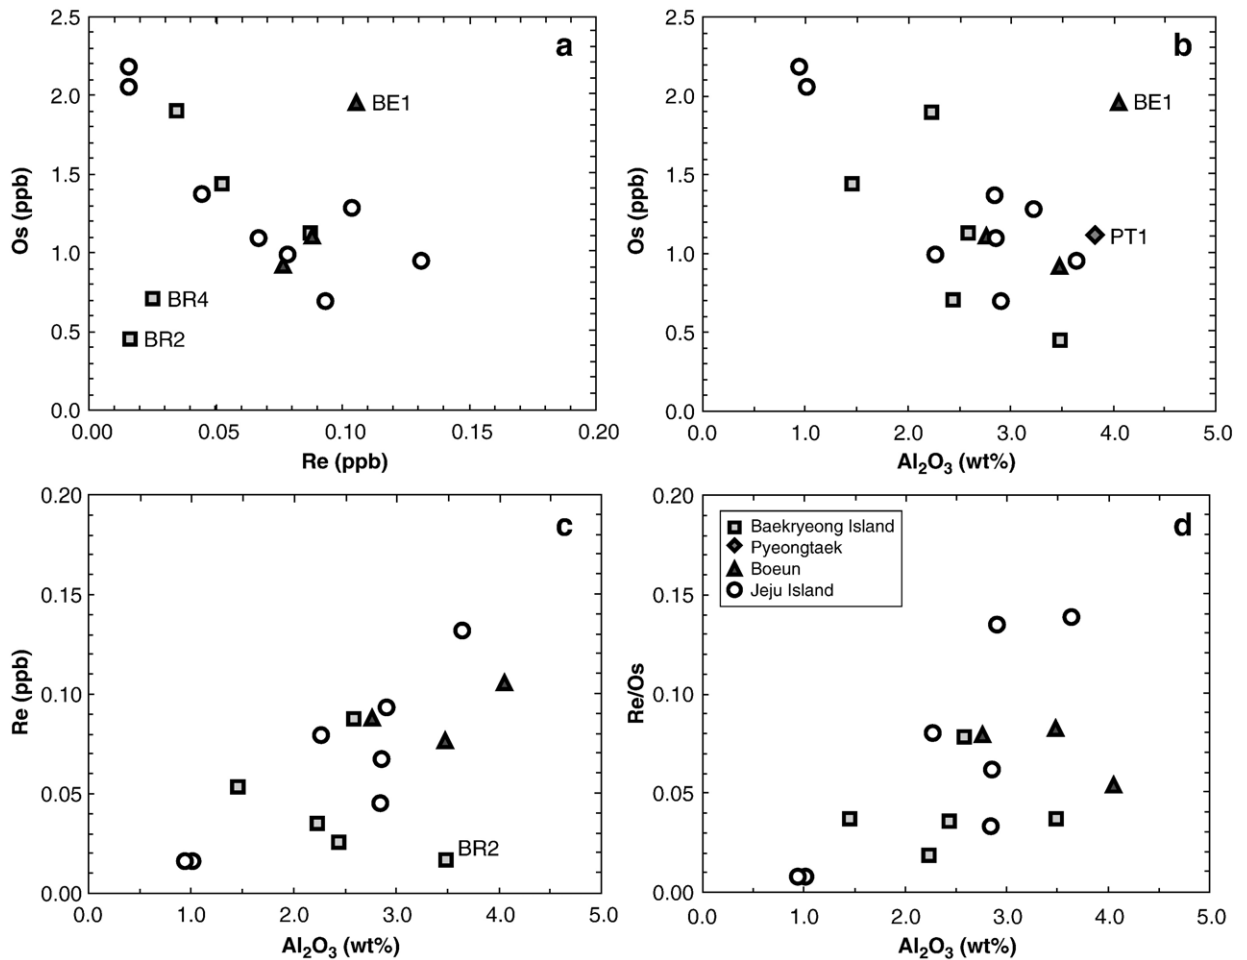 2.5
2.0
1.5
1.0
0.5
0.0
Os (ppb)
a
BE1
BR4
BR2
0.00
0.05
0.10
0.15
0.20
Re (ppb)
2.5
2.0
1.5
1.0
0.5
0.0
Os (ppb)
b
BE1
PT1
1.0
2.0
3.0
4.0
5.0
Al₂O₃ (wt%)
0.20
0.15
0.10
0.05
0.00
Re (ppb)
c
BR2
1.0
2.0
3.0
4.0
5.0
Al₂O₃ (wt%)
0.20
0.15
0.10
0.05
0.00
Re/Os
d
Baekryeong Island
Pyeongtaek
Boeun
Jeju Island
0.0
1.0
2.0
3.0
4.0
5.0
Al₂O₃ (wt%)